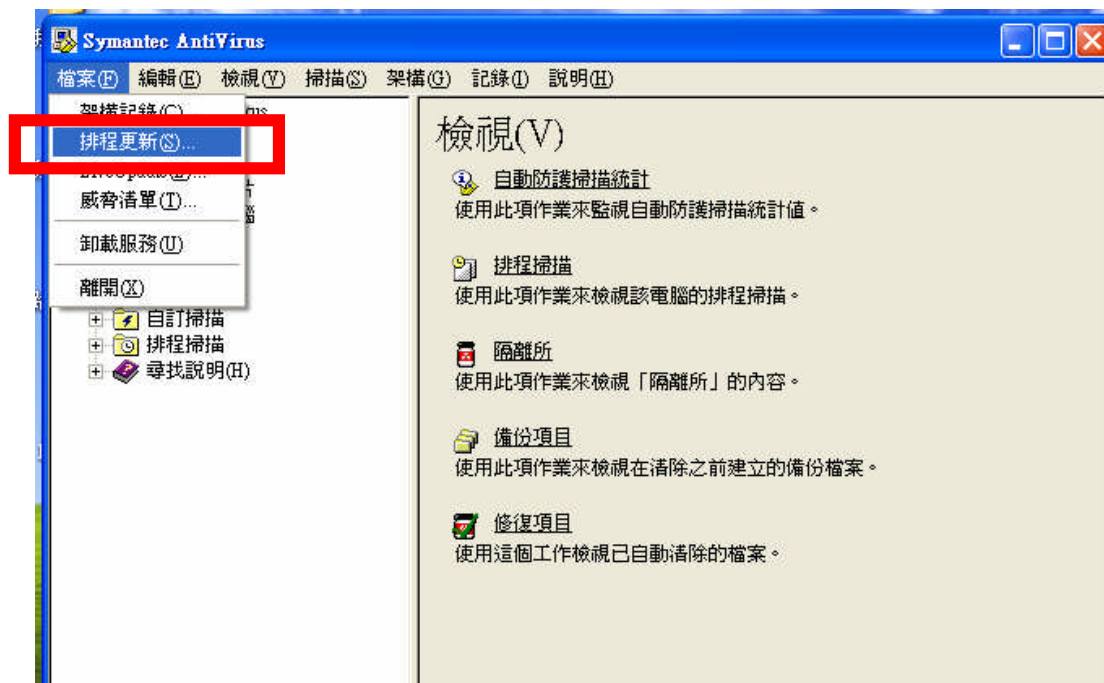 Symantec AntiVirus
檔案(F) 編輯(E) 檢視(V) 掃描(S) 架構(G) 記錄(I) 說明(H)
架構記錄(C)
排程更新(S)...
LiveUpdate(L)...
威脅清單(T)...
卸載服務(U)
離開(X)
自訂掃描
排程掃描
尋找說明(H)
檢視(V)
自動防護掃描統計
使用此項作業來監視自動防護掃描統計值。
排程掃描
使用此項作業來檢視該電腦的排程掃描。
隔離所
使用此項作業來檢視「隔離所」的內容。
備份項目
使用此項作業來檢視在清除之前建立的備份檔案。
修復項目
使用這個工作檢視已自動清除的檔案。